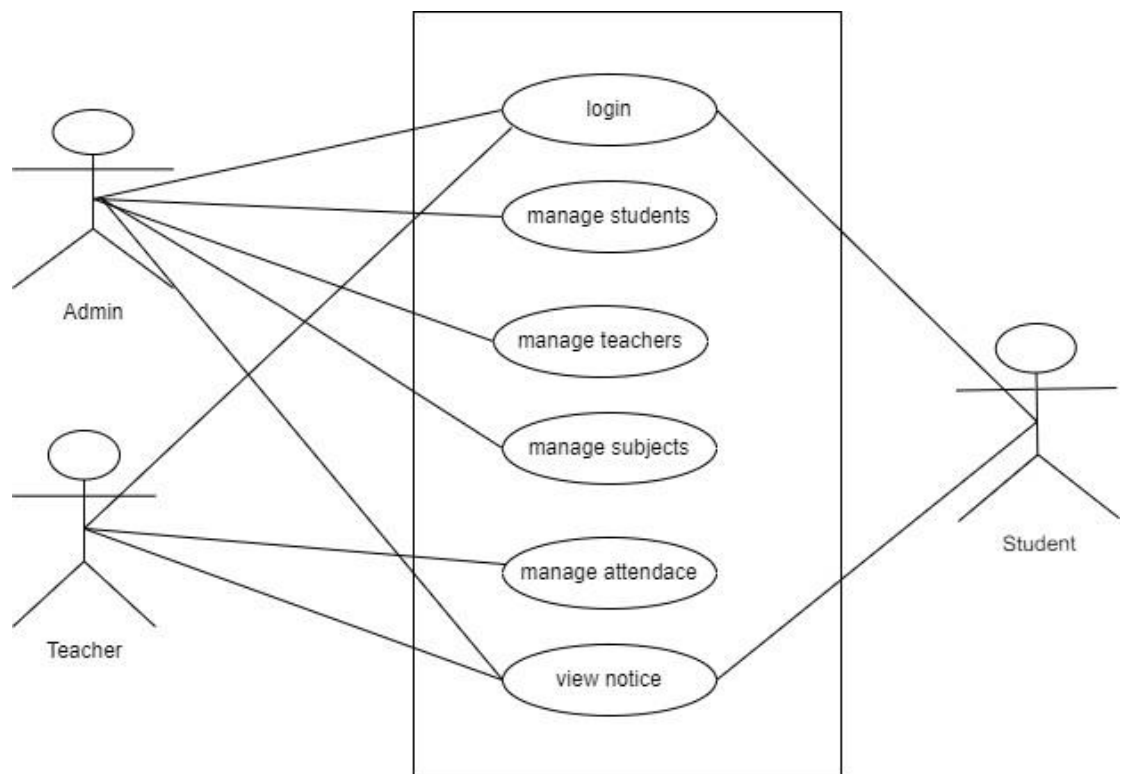 login
manage students
Admin
manage teachers
manage subjects
Student
manage attendace
Teacher
view notice